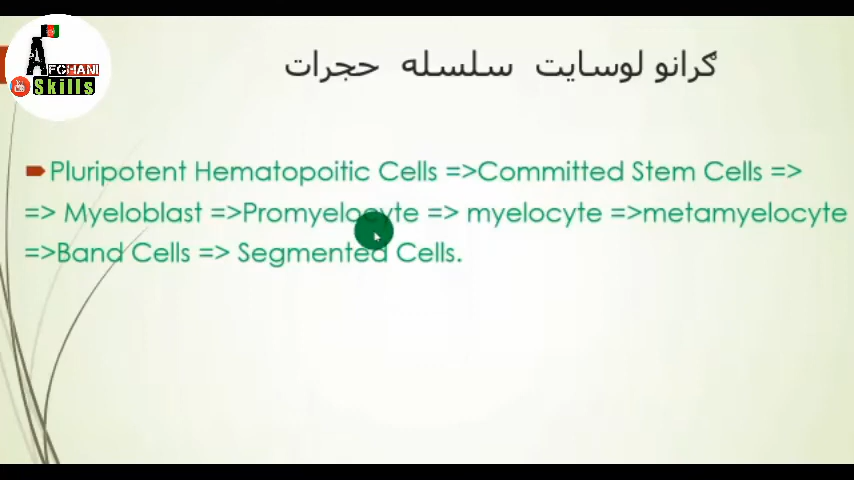 AFGHANI
Skills
ګرانو لوسایت سلسله حجرات
Pluripotent Hematopoitic Cells =>Committed Stem Cells =>
=> Myeloblast =>Promyelocyte => myelocyte =>metamyelocyte
=>Band Cells => Segmented Cells.